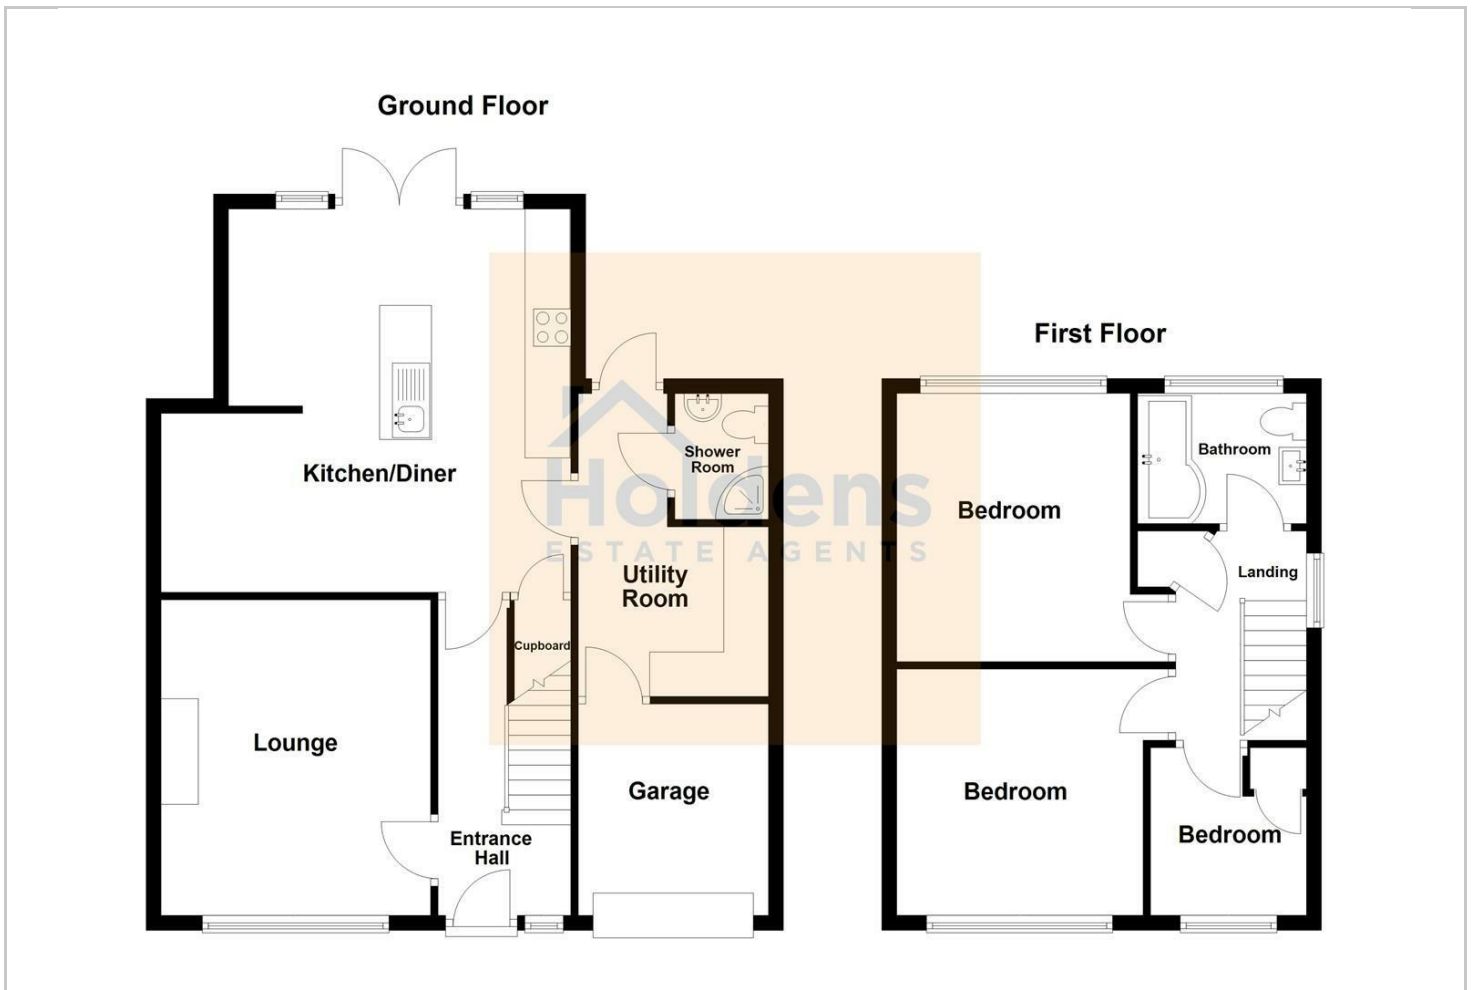 Ground Floor
Kitchen/Diner
Shower
Room
Utility
Room
Cupboard
Lounge
Garage
Entrance
Hall
First Floor
Bathroom
Bedroom
Landing
Bedroom
Bedroom
Holdens
ESTATE AGENTS